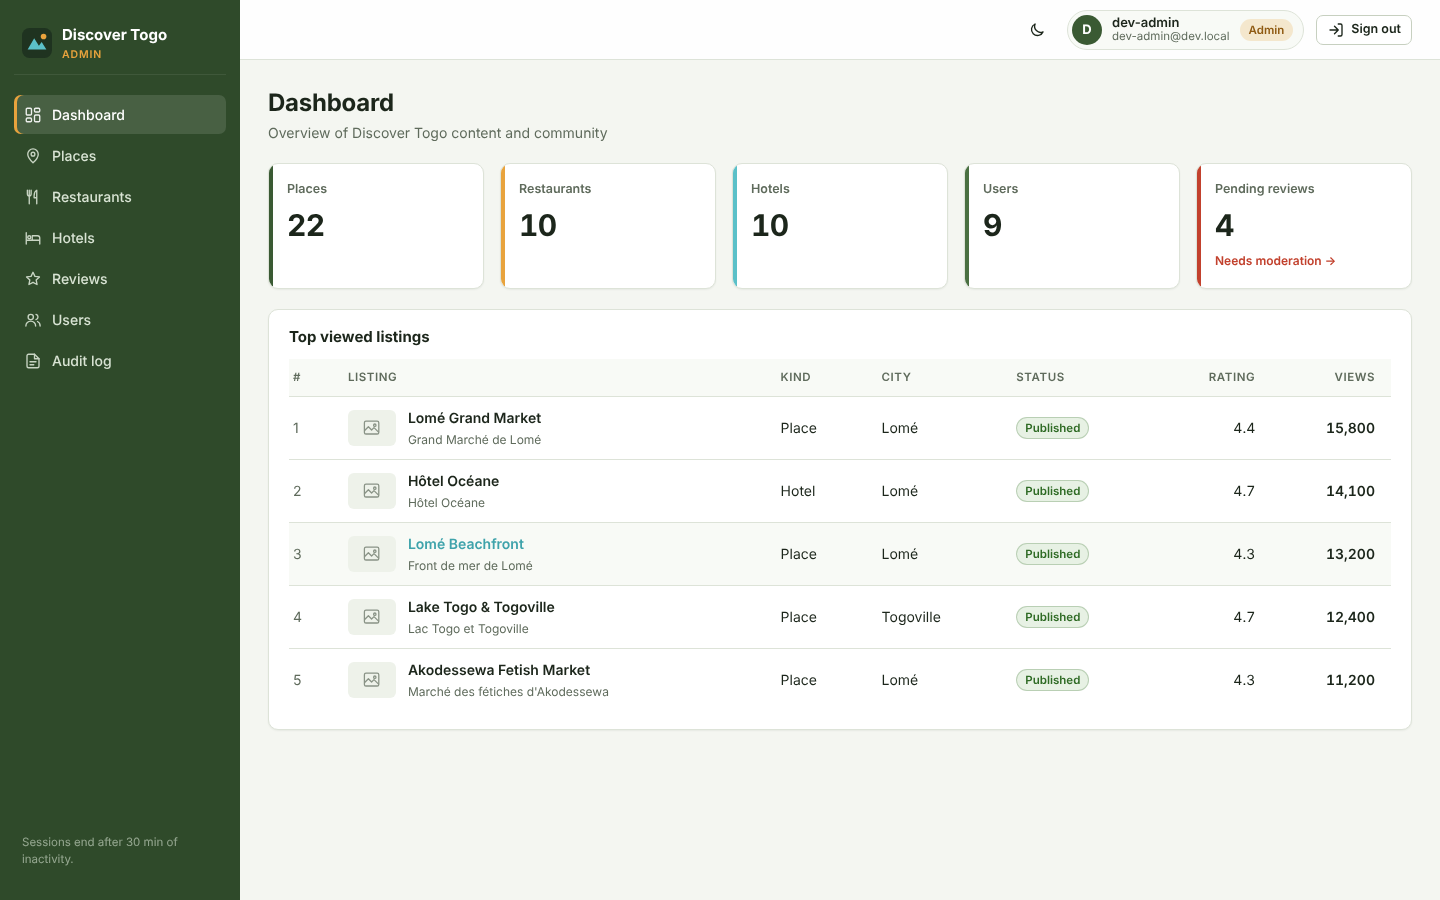 Discover Togo
ADMIN
Dashboard
Places
Restaurants
Hotels
Reviews
Users
Audit log
Sessions end after 30 min of
inactivity.
D
dev-admin
dev-admin@dev.local
Admin
Sign out
Dashboard
Overview of Discover Togo content and community
Places
22
Restaurants
10
Hotels
10
Users
9
Pending reviews
4
Needs moderation →
Top viewed listings
# LISTING KIND CITY STATUS RATING VIEWS
1 Lomé Grand Market Place Lomé Published 4.4 15,800
Grand Marché de Lomé
2 Hôtel Océane Hotel Lomé Published 4.7 14,100
Hôtel Océane
3 Lomé Beachfront Place Lomé Published 4.3 13,200
Front de mer de Lomé
4 Lake Togo & Togoville Place Togoville Published 4.7 12,400
Lac Togo et Togoville
5 Akodessewa Fetish Market Place Lomé Published 4.3 11,200
Marché des fétiches d'Akodessewa